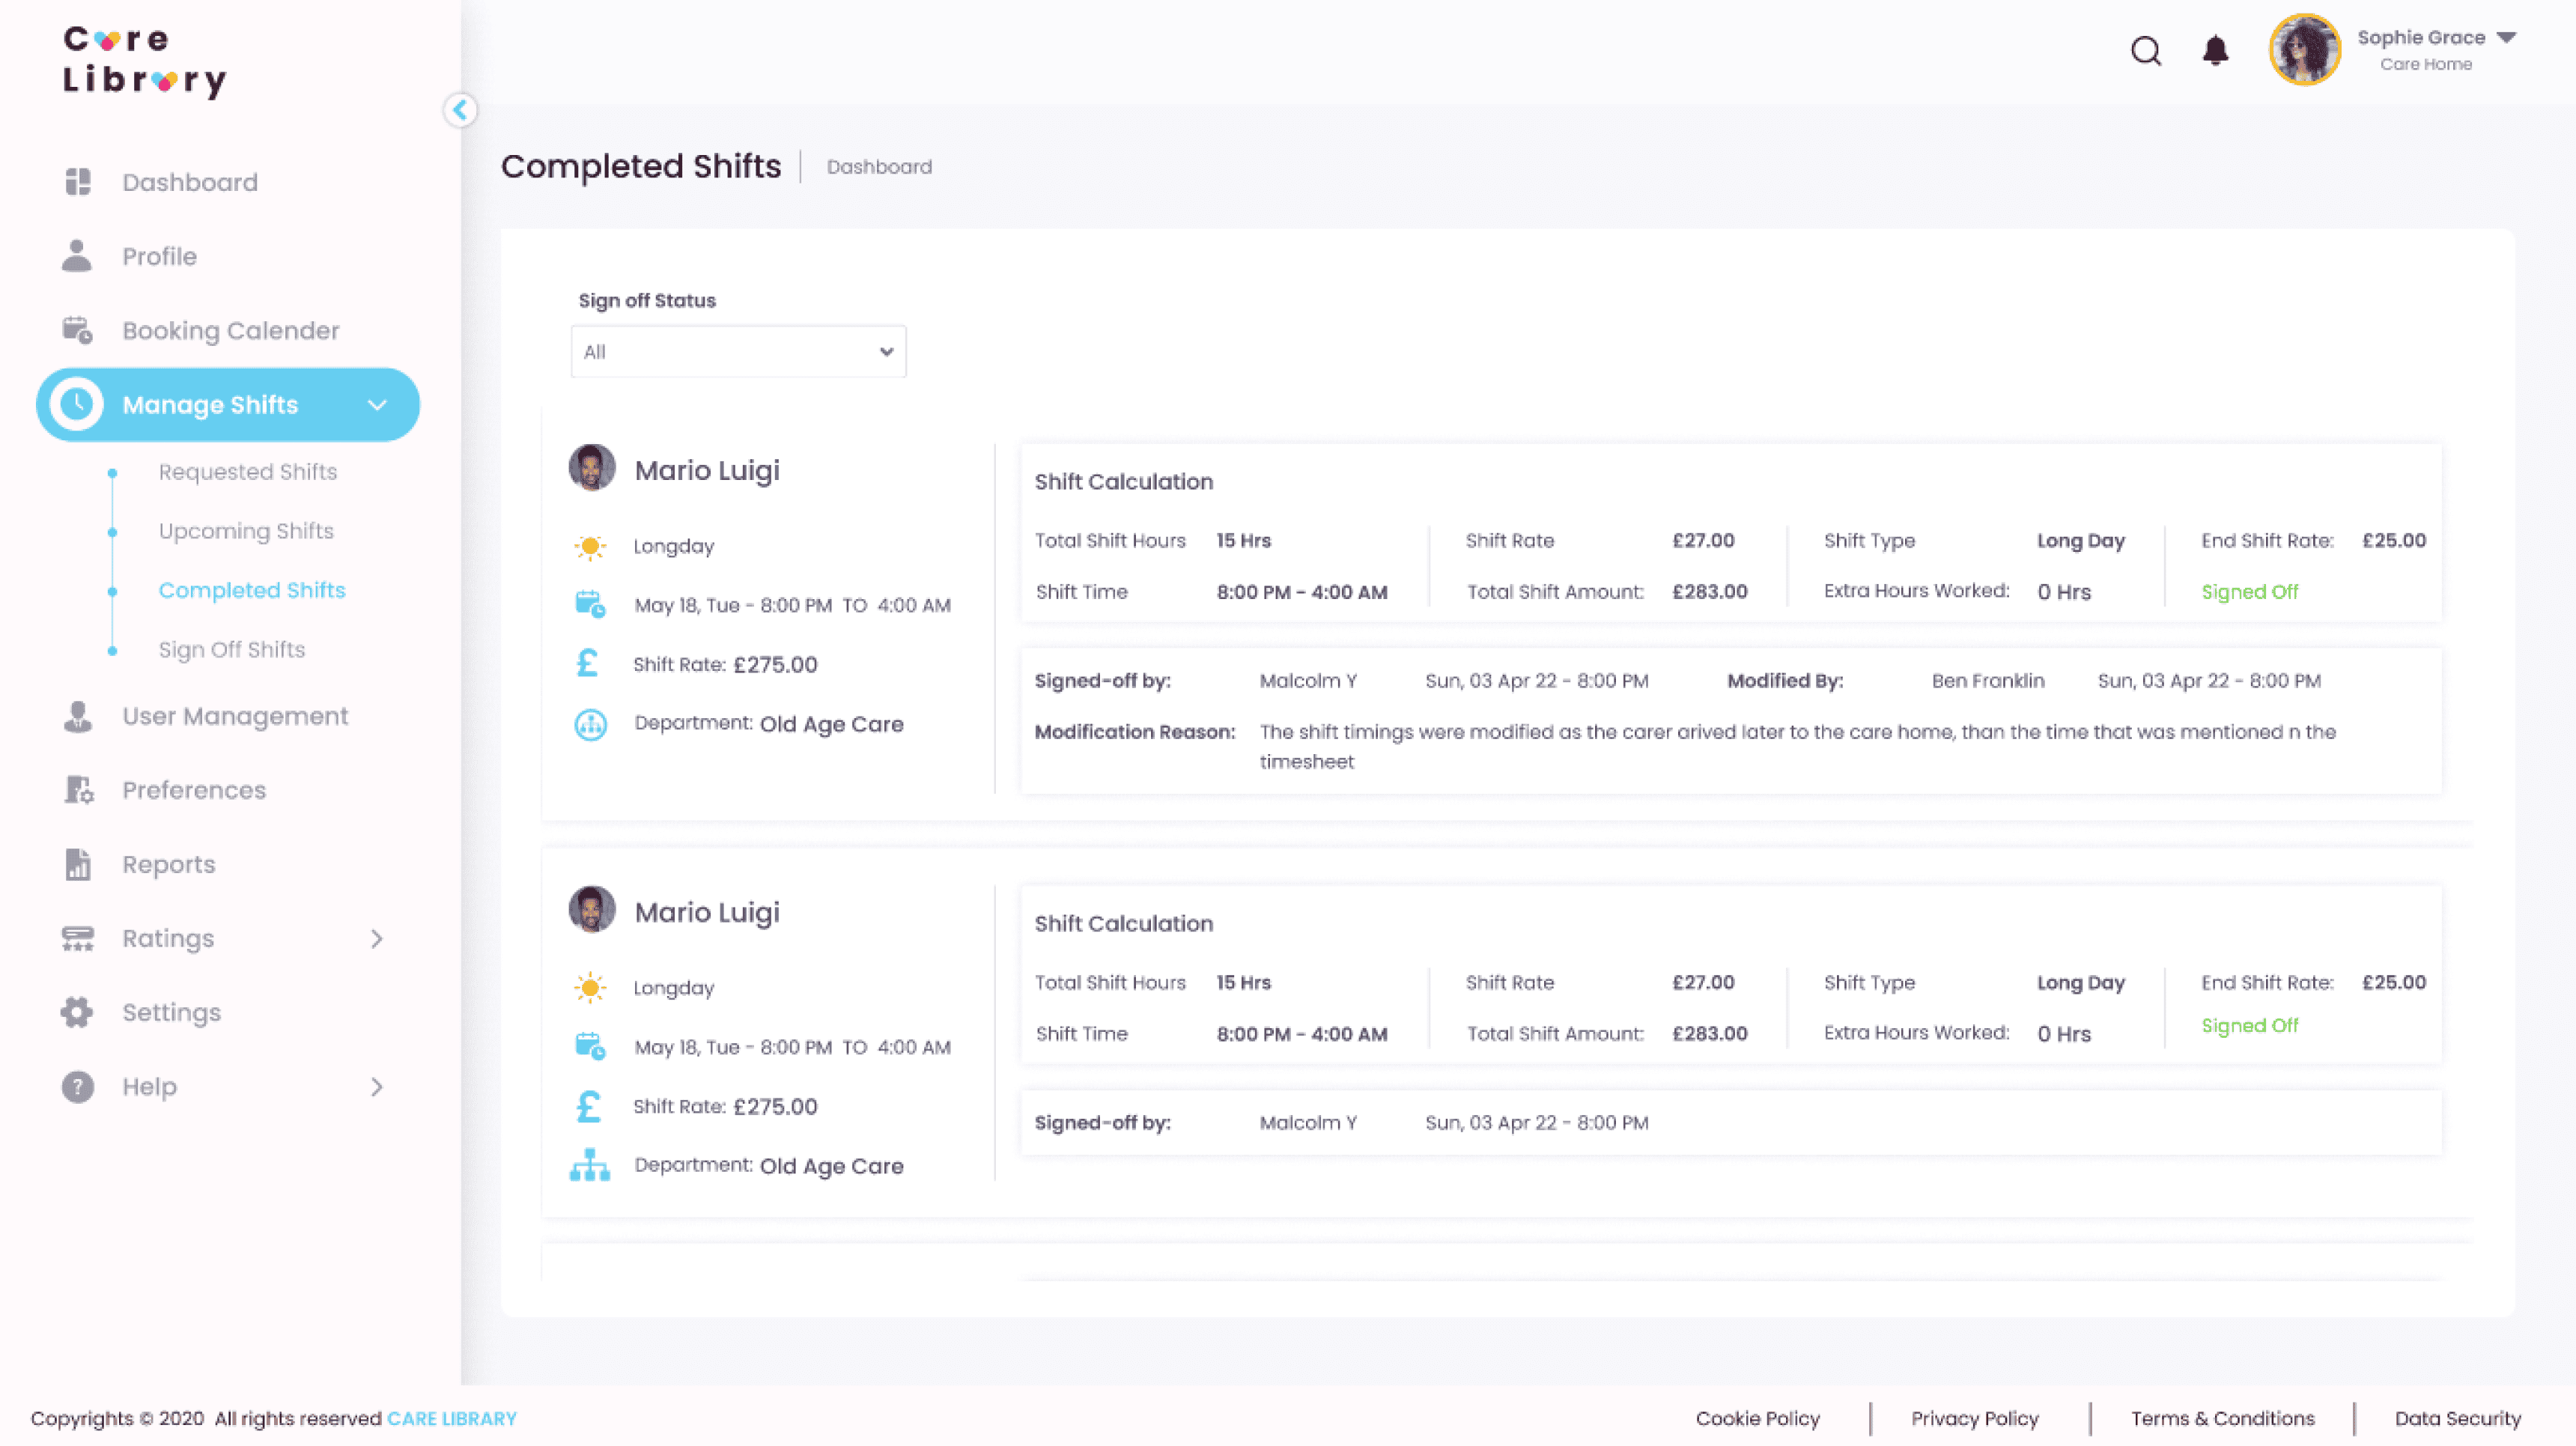 Care
Library
Sophie Grace
Care Home
Dashboard
Profile
Booking Calender
Manage Shifts
Requested Shifts
Upcoming Shifts
Completed Shifts
Sign Off Shifts
User Management
Preferences
Reports
Ratings
Settings
Help
Completed Shifts Dashboard
Sign off Status
All
Mario Luigi
Longday
May 18, Tue - 8:00 PM TO 4:00 AM
£ Shift Rate: £275.00
Department: Old Age Care
Shift Calculation
Total Shift Hours 15 Hrs Shift Rate £27.00 Shift Type Long Day End Shift Rate: £25.00
Shift Time 8:00 PM - 4:00 AM Total Shift Amount: £283.00 Extra Hours Worked: 0 Hrs Signed Off
Signed-off by: Malcolm Y Sun, 03 Apr 22 - 8:00 PM Modified By: Ben Franklin Sun, 03 Apr 22 - 8:00 PM
Modification Reason: The shift timings were modified as the carer arived later to the care home, than the time that was mentioned n the
timesheet
Mario Luigi
Longday
May 18, Tue - 8:00 PM TO 4:00 AM
£ Shift Rate: £275.00
Department: Old Age Care
Shift Calculation
Total Shift Hours 15 Hrs Shift Rate £27.00 Shift Type Long Day End Shift Rate: £25.00
Shift Time 8:00 PM - 4:00 AM Total Shift Amount: £283.00 Extra Hours Worked: 0 Hrs Signed Off
Signed-off by: Malcolm Y Sun, 03 Apr 22 - 8:00 PM
Copyrights © 2020 All rights reserved CARE LIBRARY
Cookie Policy Privacy Policy Terms & Conditions Data Security